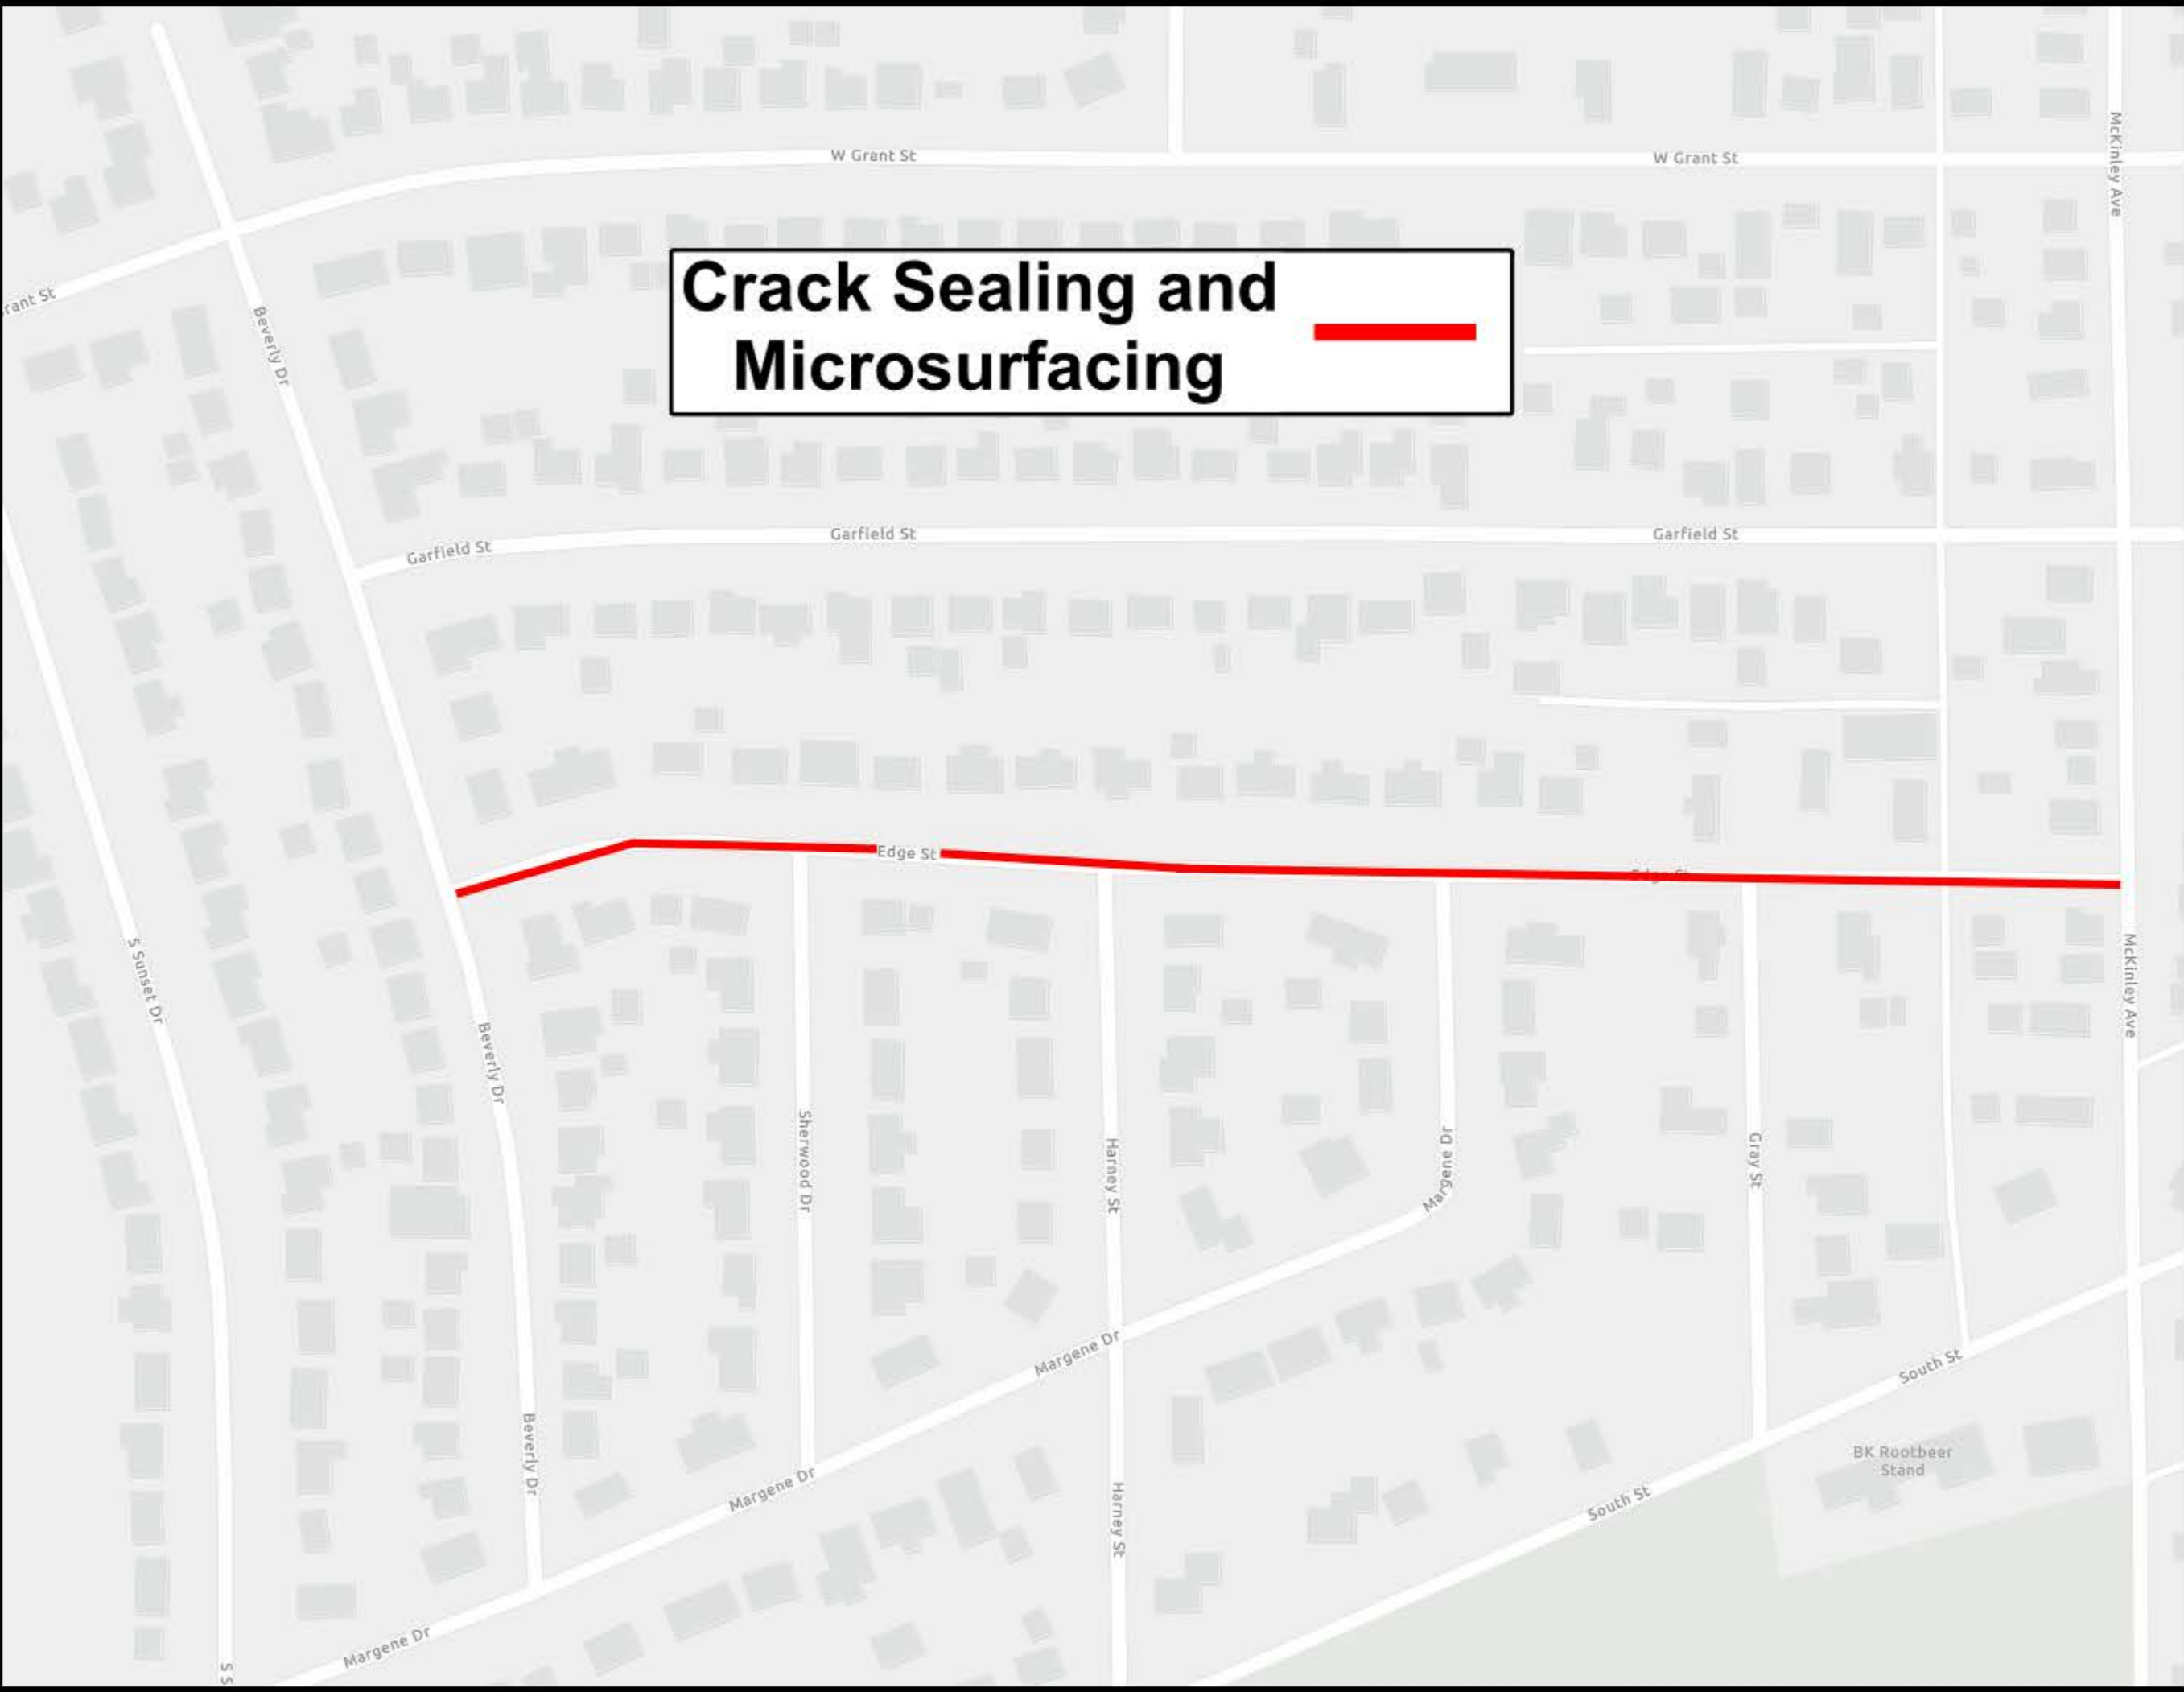 W Grant St
W Grant St
McKinley Ave
rant St
Beverly Dr
Crack Sealing and
Microsurfacing
Garfield St
Garfield St
Garfield St
Edge St
Edge St
S Sunset Dr
McKinley Ave
Beverly Dr
Sherwood Dr
Harney St
Margene Dr
Gray St
Margene Dr
South St
Beverly Dr
BK Rootbeer
Stand
Margene Dr
Harney St
South St
Margene Dr
S S